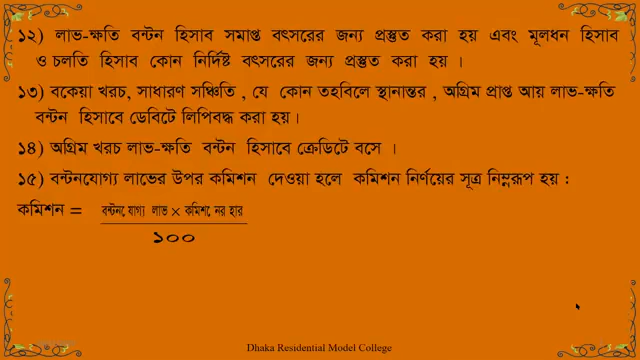 ১২) লাভ-ক্ষতি বন্টন হিসাব সমাপ্ত বৎসরের জন্য প্রস্তুত করা হয় এবং মূলধন হিসাব
ও চলতি হিসাব কোন নির্দিষ্ট বৎসরের জন্য প্রস্তুত করা হয় ।
১৩) বকেয়া খরচ, সাধারণ সঞ্চিতি , যে কোন তহবিলে স্থানান্তর , অগ্রিম প্রাপ্ত আয় লাভ-ক্ষতি
বন্টন হিসাবে ডেবিটে লিপিবদ্ধ করা হয়।
১৪) অগ্রিম খরচ লাভ-ক্ষতি বন্টন হিসাবে ক্রেডিটে বসে ।
১৫) বন্টনযোগ্য লাভের উপর কমিশন দেওয়া হলে কমিশন নির্ণয়ের সূত্র নিম্নরূপ হয় :
কমিশন = বন্টনযোগ্য লাভ × কমিশনের হার
১০০
Dhaka Residential Model College